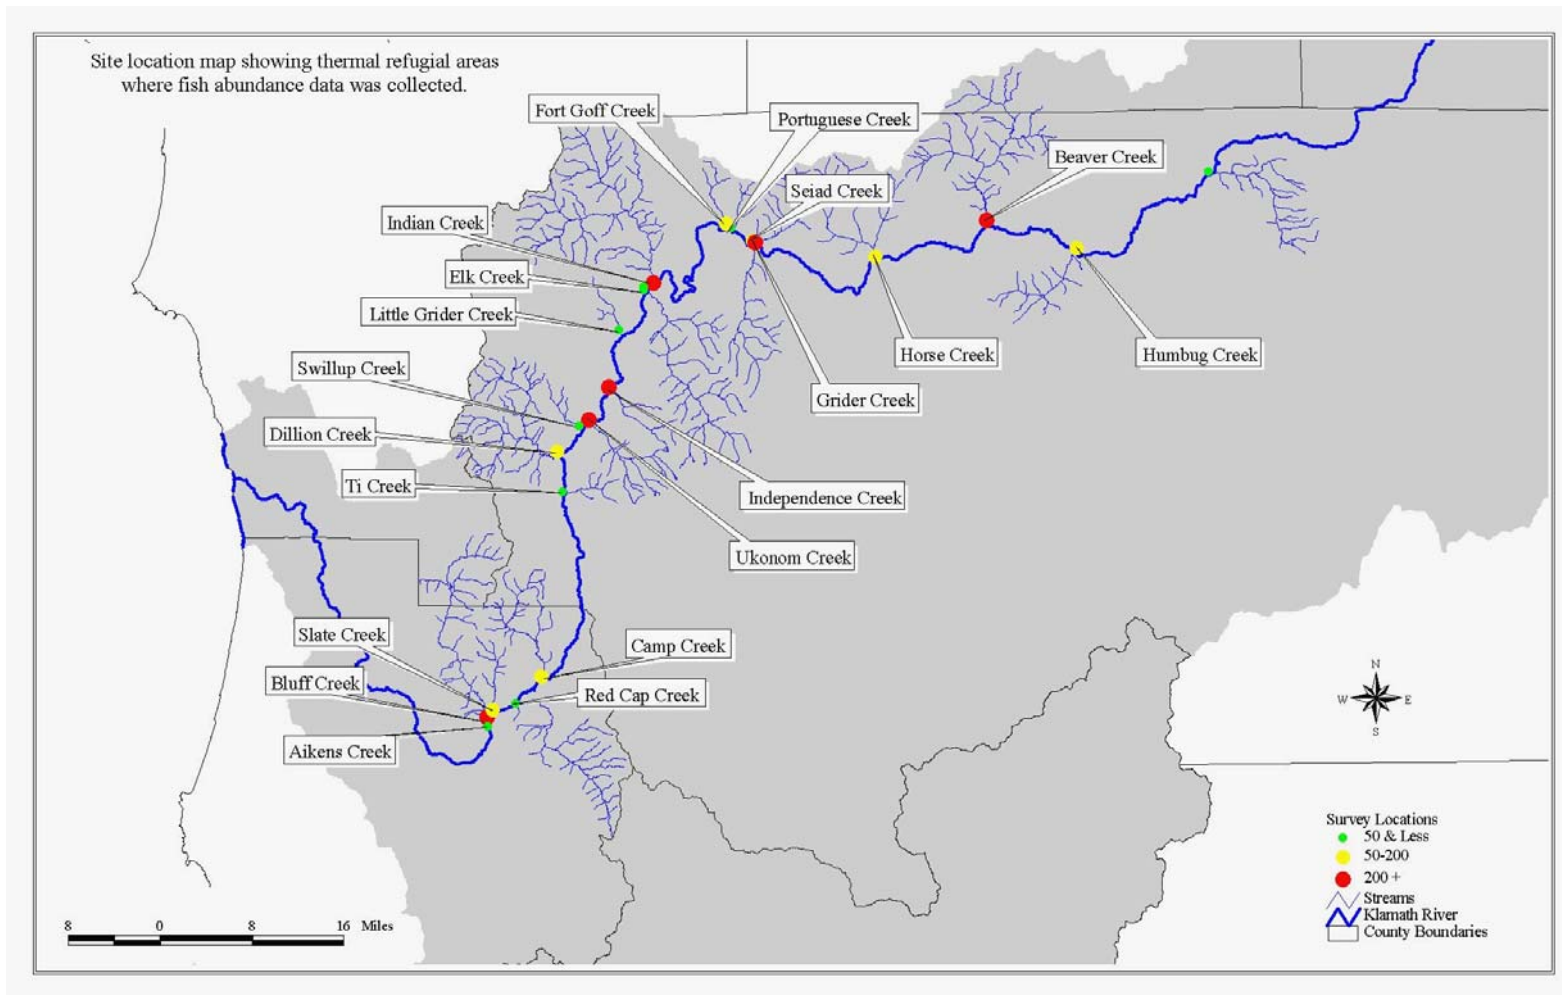 Site location map showing thermal refugial areas
where fish abundance data was collected.
Fort Goff Creek
Portuguese Creek
Beaver Creek
Seiad Creek
Indian Creek
Elk Creek
Little Grider Creek
Horse Creek
Humbug Creek
Swillup Creek
Grider Creek
Dillion Creek
Ti Creek
Independence Creek
Ukonom Creek
Slate Creek
Camp Creek
Bluff Creek
Red Cap Creek
Aikens Creek
N
W E
S
Survey Locations
50 & Less
50-200
200 +
Streams
Klamath River
County Boundaries
8 0 8 16 Miles